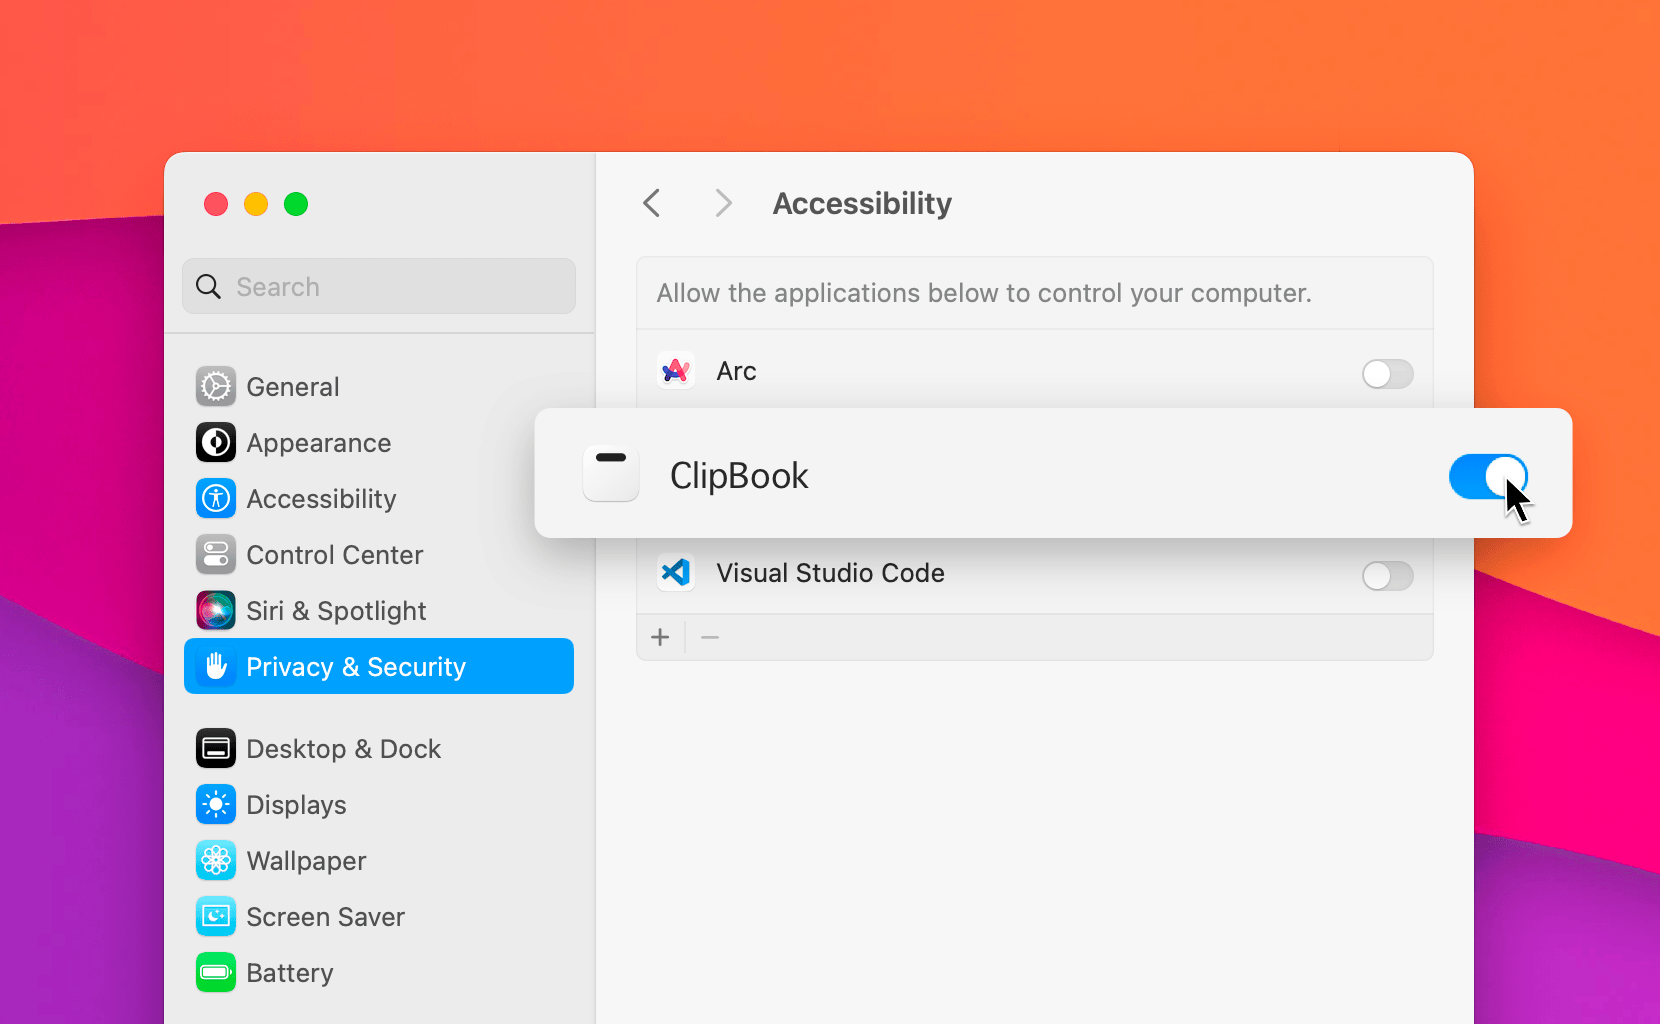 Accessibility
Search
Allow the applications below to control your computer.
General
Arc
Appearance
ClipBook
Accessibility
Control Center
Visual Studio Code
Siri & Spotlight
Privacy & Security
Desktop & Dock
Displays
Wallpaper
Screen Saver
Battery